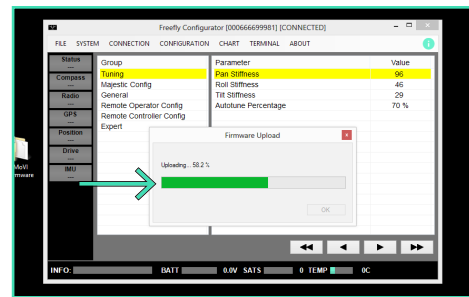 Freefly Configurator [000666699981] [CONNECTED]
FILE SYSTEM CONNECTION CONFIGURATION CHART TERMINAL ABOUT
Status
---
Compass
---
Radio
---
GPS
---
Position
---
Drive
---
IMU
---
Group
Tuning
Majestic Config
General
Remote Operator Config
Remote Controller Config
Expert
Parameter Value
Pan Stiffness 96
Roll Stiffness 46
Tilt Stiffness 29
Autotune Percentage 70 %
Firmware Upload
x
Uploading... 58.2 %
OK
INFO: BATT 0.0V SATS 0 TEMP 0C
MoVI